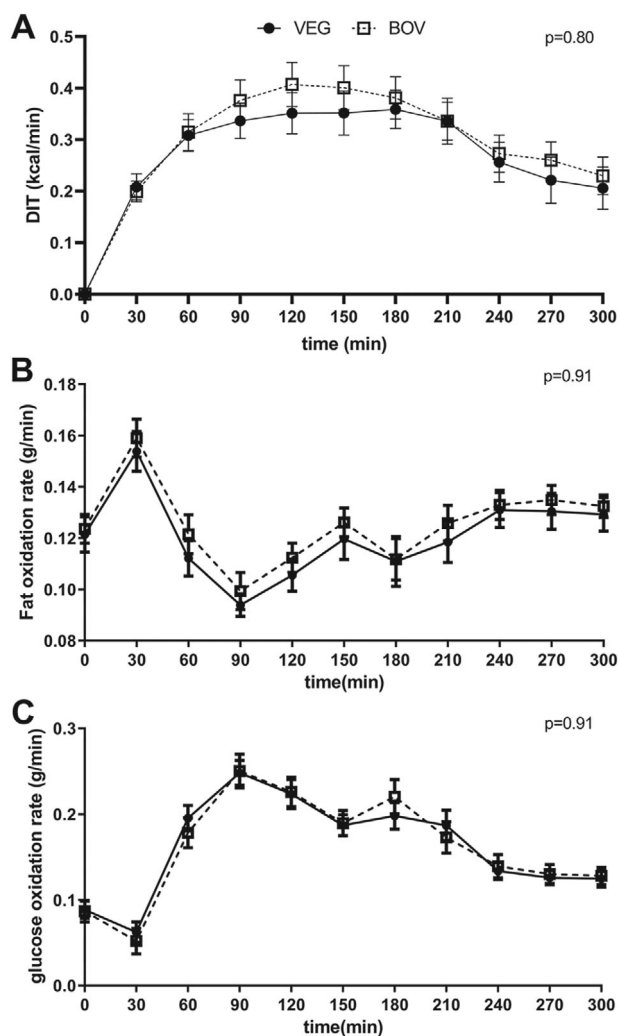 A
VEG BOV
p=0.80
DIT (kcal/min)
0.5
0.4
0.3
0.2
0.1
0.0
0 30 60 90 120 150 180 210 240 270 300
time (min)
B
p=0.91
Fat oxidation rate (g/min)
0.18
0.16
0.14
0.12
0.10
0.08
0 30 60 90 120 150 180 210 240 270 300
time(min)
C
p=0.91
glucose oxidation rate (g/min)
0.3
0.2
0.1
0.0
0 30 60 90 120 150 180 210 240 270 300
time(min)